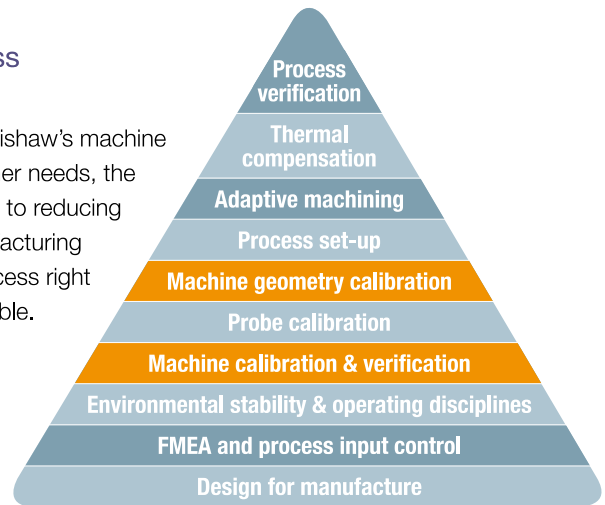 ss
ishaw's machine
er needs, the
to reducing
acturing
cess right
ble.
Process
verification
Thermal
compensation
Adaptive machining
Process set-up
Machine geometry calibration
Probe calibration
Machine calibration & verification
Environmental stability & operating disciplines
FMEA and process input control
Design for manufacture